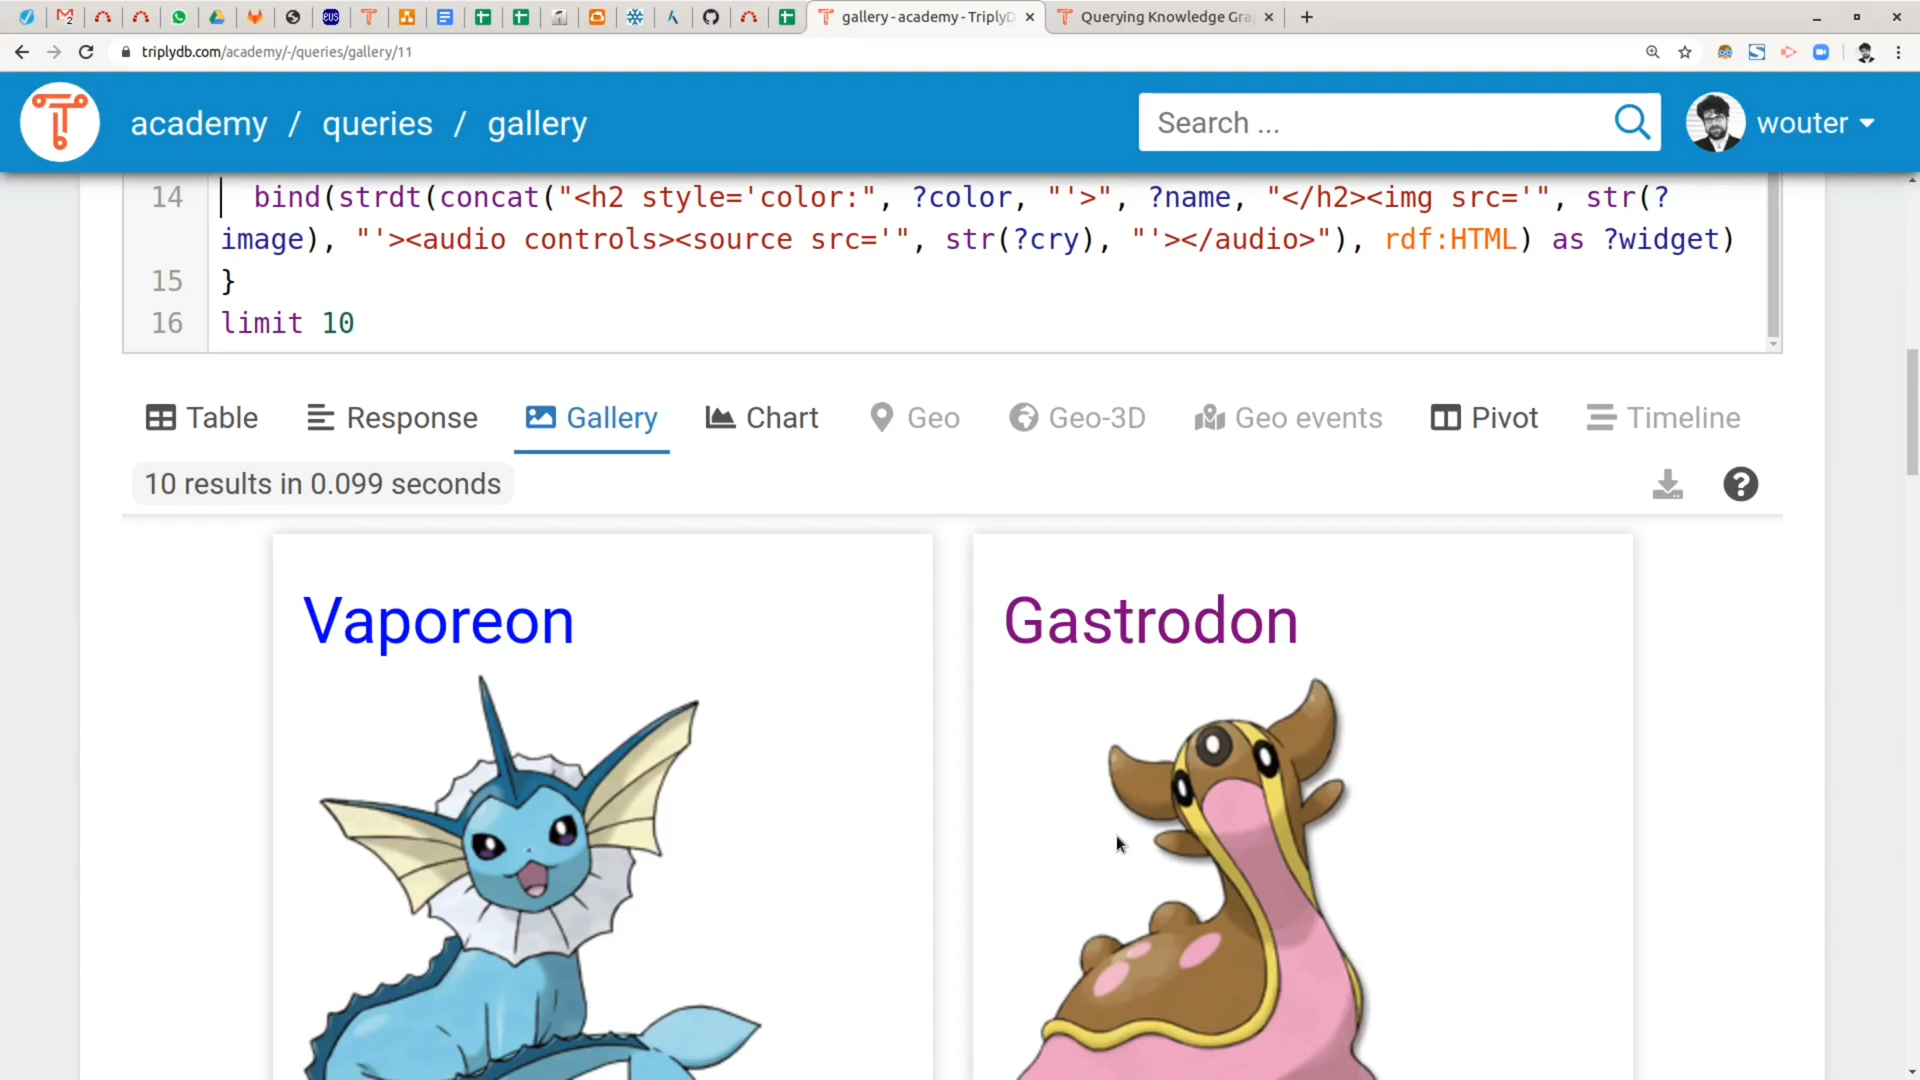 gallery - academy - TriplyD
Querying Knowledge Gra
triplydb.com/academy/-/queries/gallery/11
academy / queries / gallery
Search ...
wouter
14 bind(strdt(concat("<h2 style='color:", ?color, "'>", ?name, "</h2><img src='", str(?
image), "'><audio controls><source src='", str(?cry), "'></audio>"), rdf:HTML) as ?widget)
15 }
16 limit 10
Table Response Gallery Chart Geo Geo-3D Geo events Pivot Timeline
10 results in 0.099 seconds
Vaporeon
Gastrodon